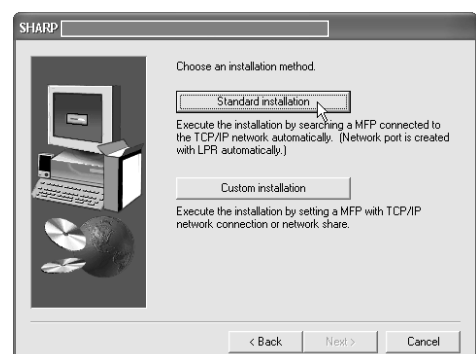 SHARP
Choose an installation method.
Standard installation
Execute the installation by searching a MFP connected to
the TCP/IP network automatically. (Network port is created
with LPR automatically.)
Custom installation
Execute the installation by setting a MFP with TCP/IP
network connection or network share.
< Back
Next >
Cancel